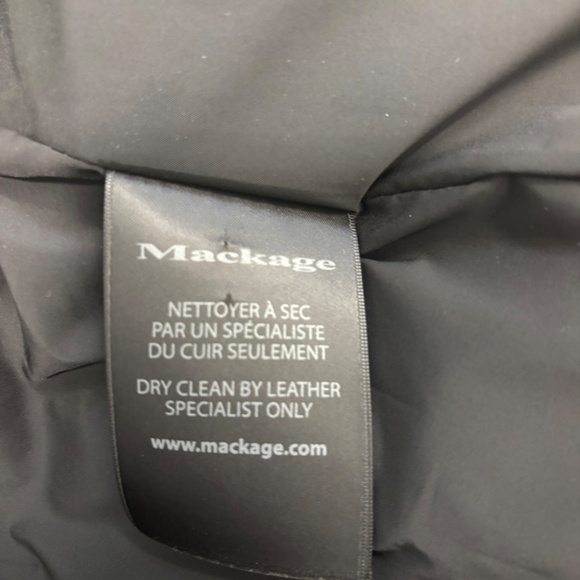 Mackage
NETTOYER À SEC
PAR UN SPÉCIALISTE
DU CUIR SEULEMENT
DRY CLEAN BY LEATHER
SPECIALIST ONLY
www.mackage.com